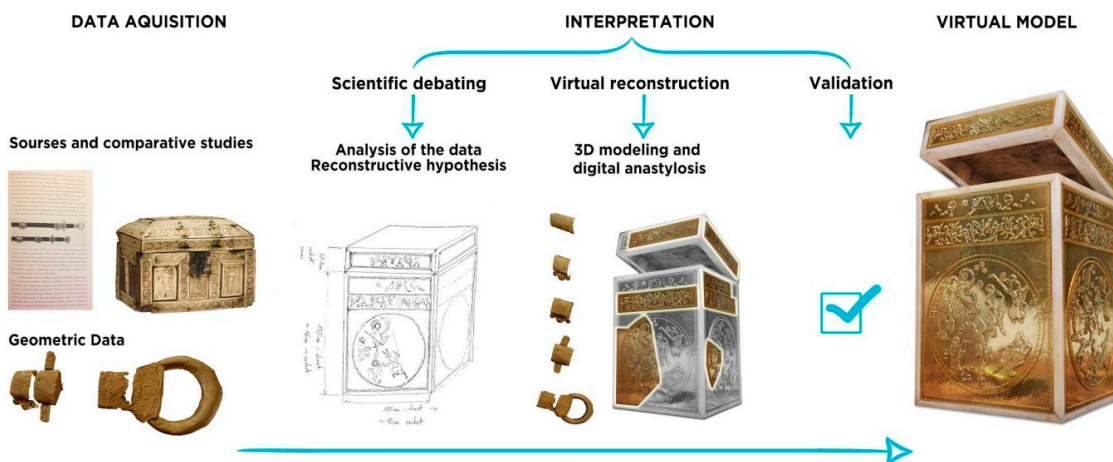 DATA AQUISITION
INTERPRETATION
VIRTUAL MODEL
Scientific debating
Virtual reconstruction
Validation
Sourses and comparative studies
Analysis of the data
Reconstructive hypothesis
3D modeling and
digital anastylosis
Geometric Data